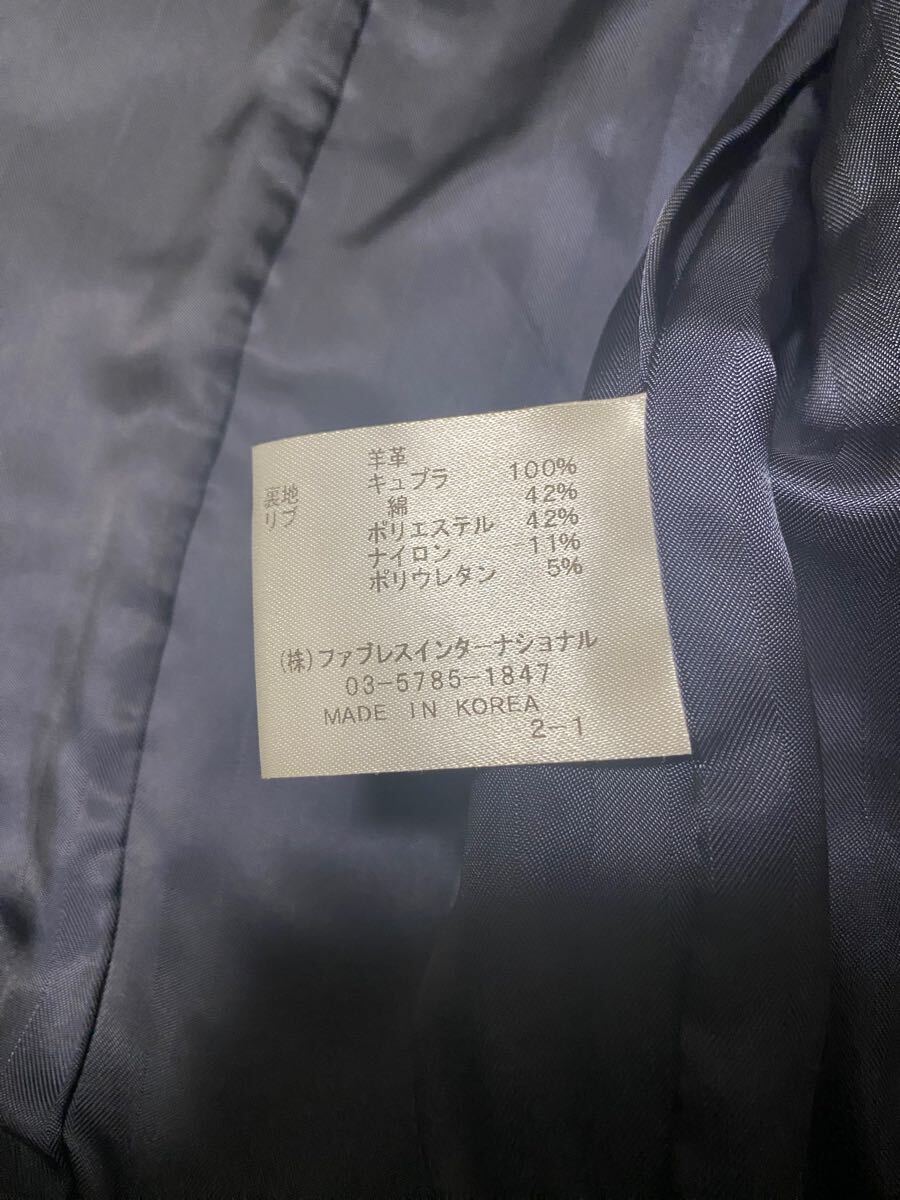 羊革
裏地 キュプラ 100%
リブ 綿 42%
ポリエステル 42%
ナイロン 11%
ポリウレタン 5%
(株)ファブレスインターナショナル
03-5785-1847
MADE IN KOREA
2-1